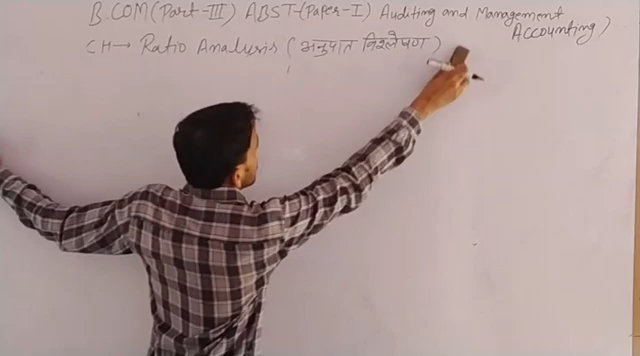 B.COM (Part-III) ABST-(Paper-I) Auditing and Management Accounting)
CH→ Ratio Analysis (अनुपात विश्लेषण)